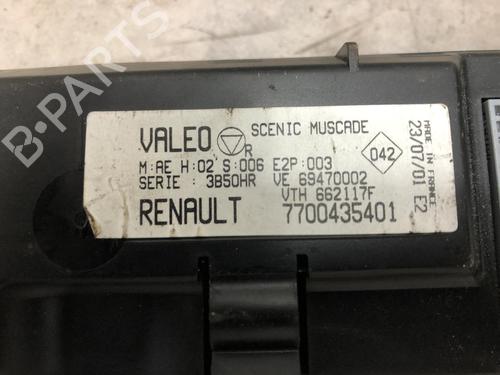 VALEO R SCENIC MUSCADE
M:AE H:02 S:006 E2P:003
SERIE : 3B50HR VE 69470002
VTH 662117F
RENAULT 7700435401
042
MADE IN FRANCE
23/07/01 E2
B-PARTS